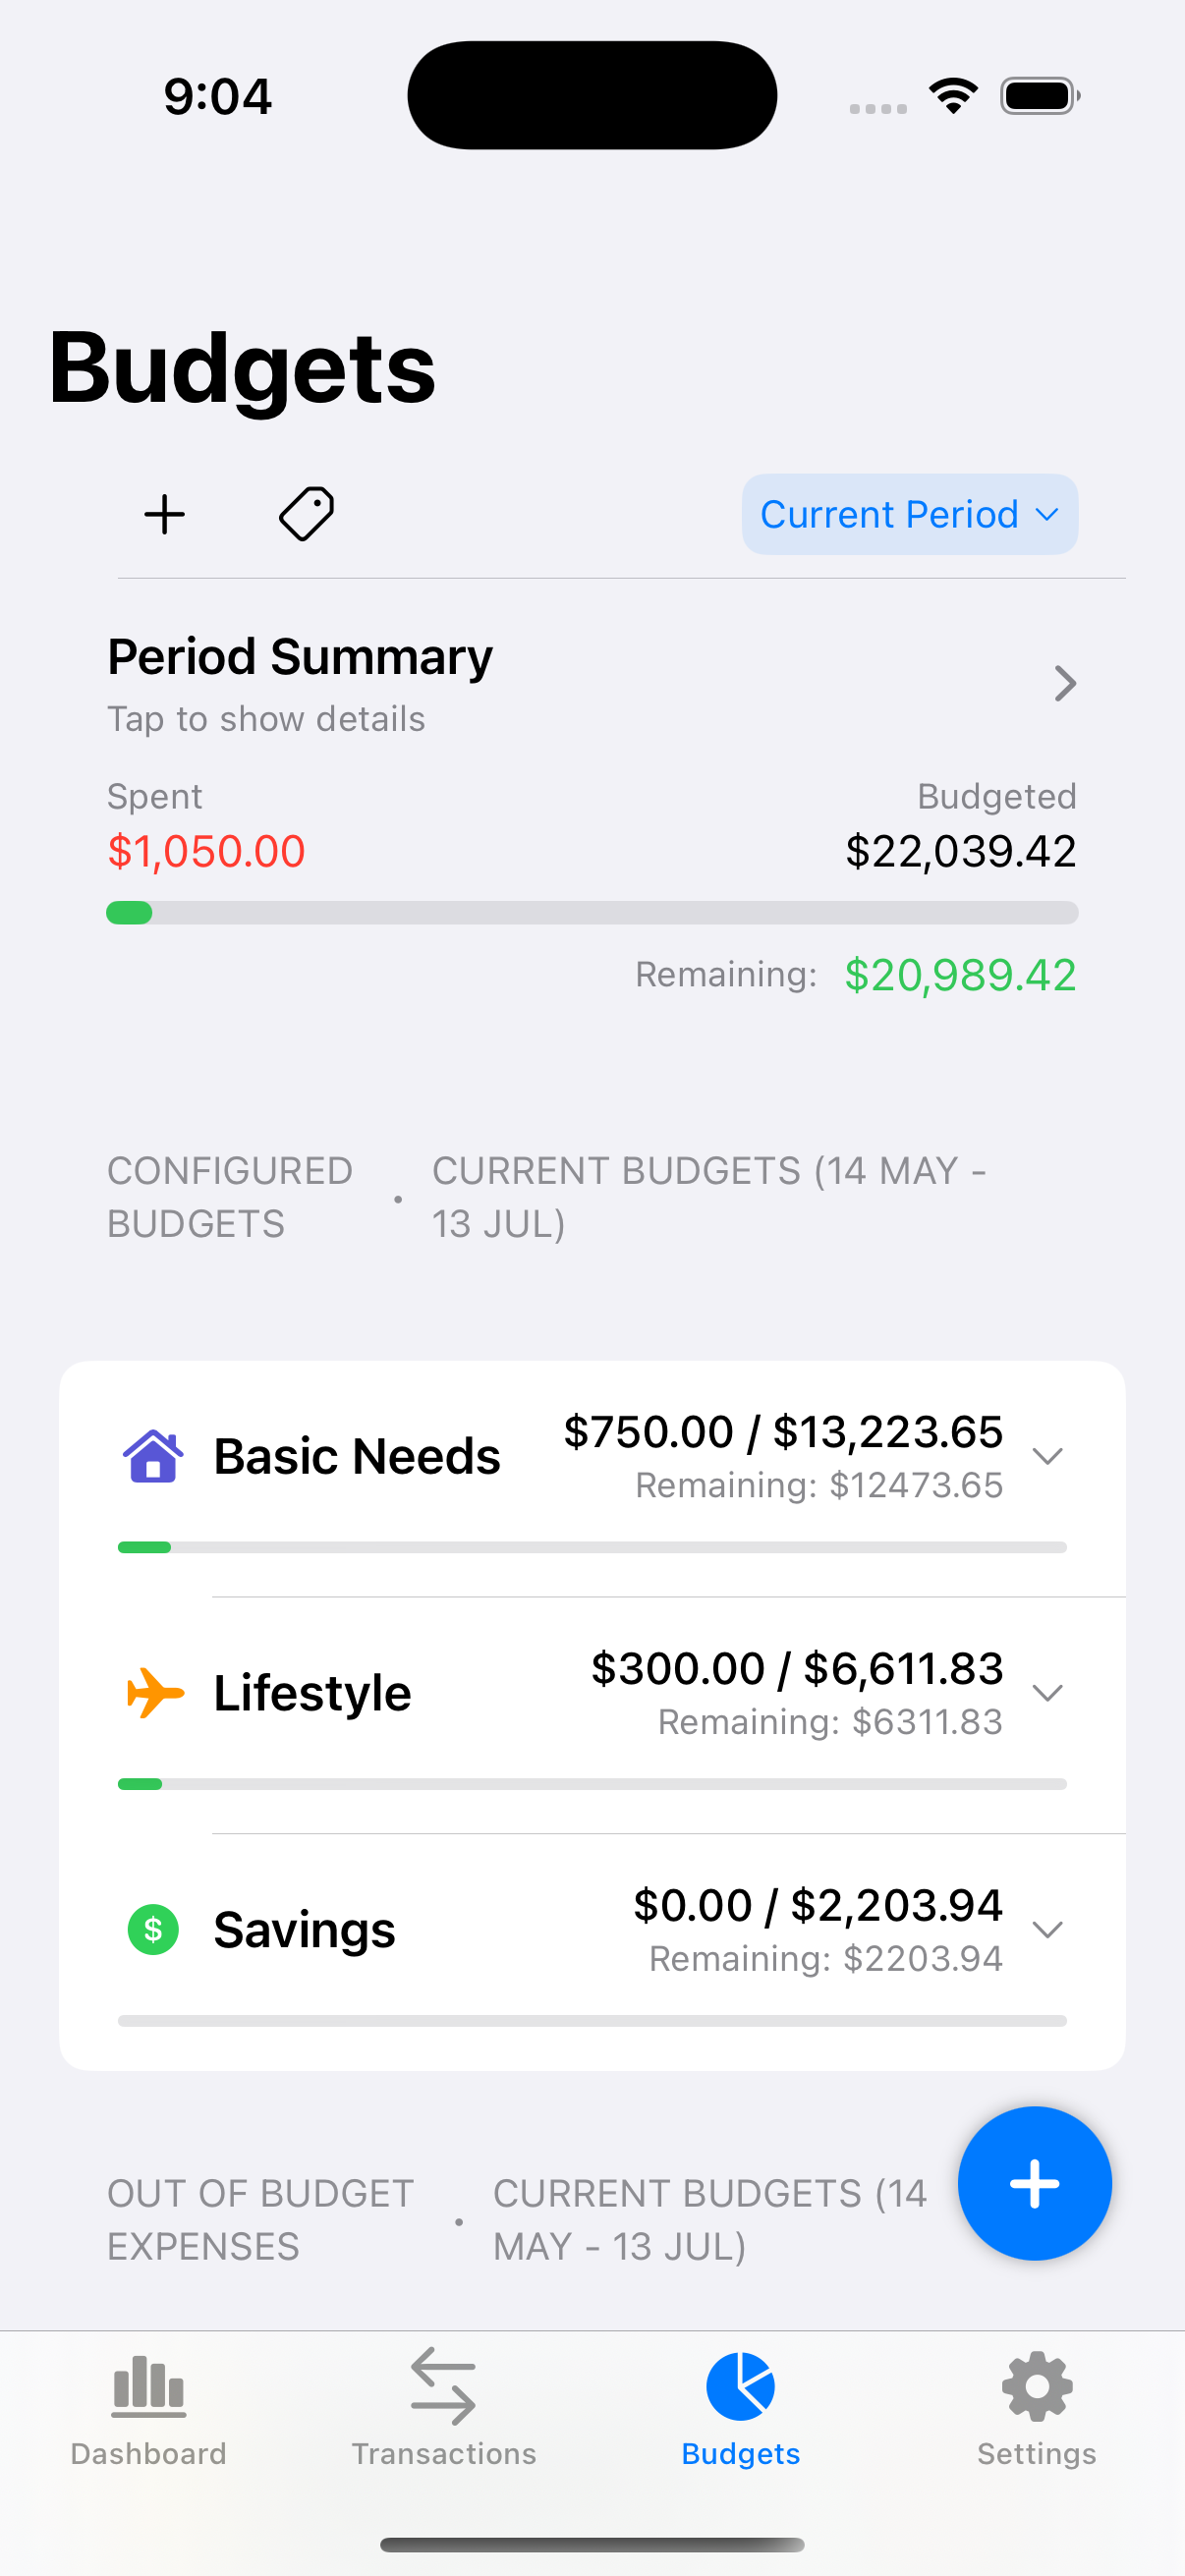 9:04
Budgets
Current Period
Period Summary
Tap to show details
Spent
Budgeted
$1,050.00
$22,039.42
Remaining: $20,989.42
CONFIGURED
BUDGETS
·
CURRENT BUDGETS (14 MAY -
13 JUL)
Basic Needs
$750.00 / $13,223.65
Remaining: $12473.65
Lifestyle
$300.00 / $6,611.83
Remaining: $6311.83
$
Savings
$0.00 / $2,203.94
Remaining: $2203.94
OUT OF BUDGET
EXPENSES
·
CURRENT BUDGETS (14
MAY - 13 JUL)
Dashboard
Transactions
Budgets
Settings